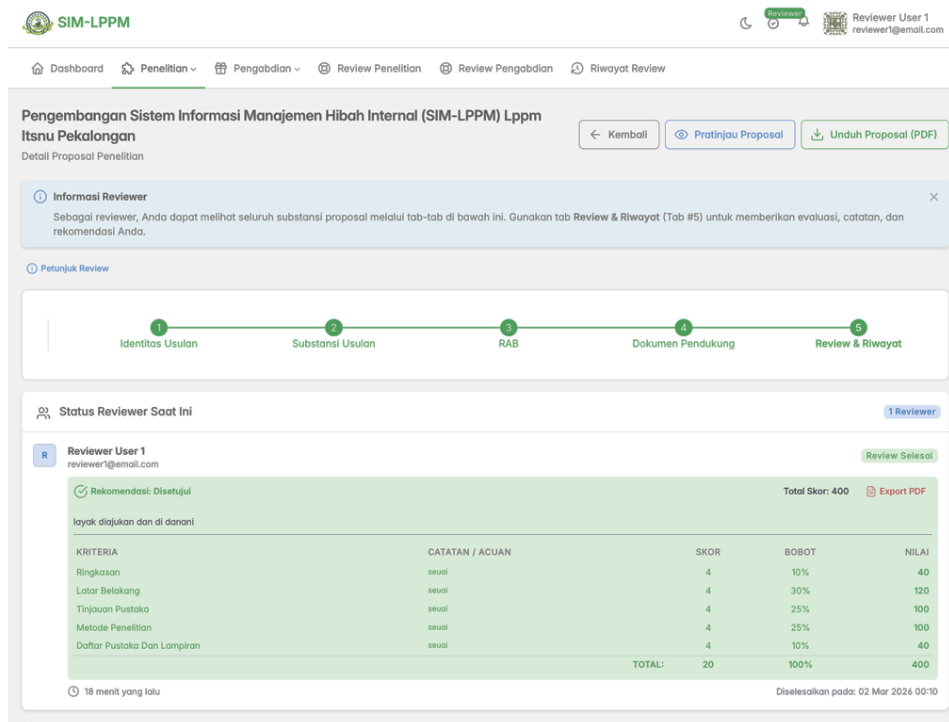 SIM-LPPM
Reviewer
Reviewer User 1
reviewer1@email.com
Dashboard
Penelitian
Pengabdian
Review Penelitian
Review Pengabdian
Riwayat Review
Pengembangan Sistem Informasi Manajemen Hibah Internal (SIM-LPPM) Lppm
Itsnu Pekalongan
Detail Proposal Penelitian
Kembali
Pratinjau Proposal
Unduh Proposal (PDF)
Informasi Reviewer
Sebagai reviewer, Anda dapat melihat seluruh substansi proposal melalui tab-tab di bawah ini. Gunakan tab Review & Riwayat (Tab #5) untuk memberikan evaluasi, catatan, dan
rekomendasi Anda.
Petunjuk Review
1 2 3 4 5
Identitas Usulan Substansi Usulan RAB Dokumen Pendukung Review & Riwayat
Status Reviewer Saat Ini
1 Reviewer
R
Reviewer User 1
reviewer1@email.com
Review Selesai
Rekomendasi: Disetujui
Total Skor: 400
Export PDF
layak diajukan dan di danani
KRITERIA CATATAN / ACUAN SKOR BOBOT NILAI
Ringkasan seuai 4 10% 40
Latar Belakang seuai 4 30% 120
Tinjauan Pustaka seuai 4 25% 100
Metode Penelitian seuai 4 25% 100
Daftar Pustaka Dan Lampiran seuai 4 10% 40
TOTAL: 20 100% 400
18 menit yang lalu
Diselesaikan pada: 02 Mar 2026 00:10